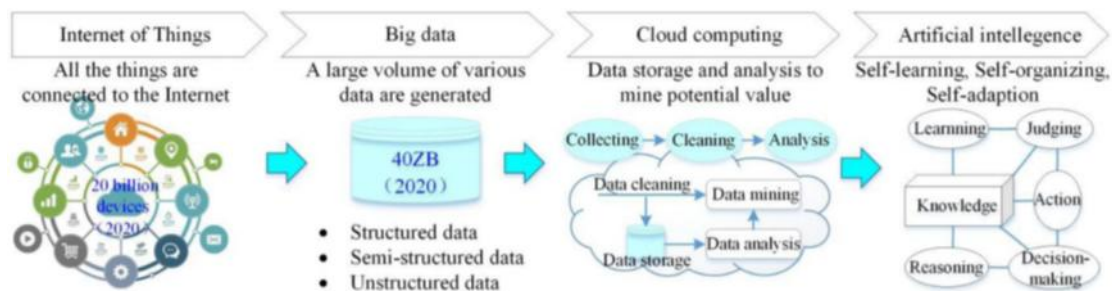 Internet of Things
Big data
Cloud computing
Artificial intellegence
All the things are
connected to the Internet
20 billion
devices
(2020)
A large volume of various
data are generated
40ZB
(2020)
• Structured data
• Semi-structured data
• Unstructured data
Data storage and analysis to
mine potential value
Collecting
Cleaning
Analysis
Data cleaning
Data mining
Data analysis
Data storage
Self-learning, Self-organizing,
Self-adaption
Learnning
Judging
Knowledge
Action
Reasoning
Decision-
making